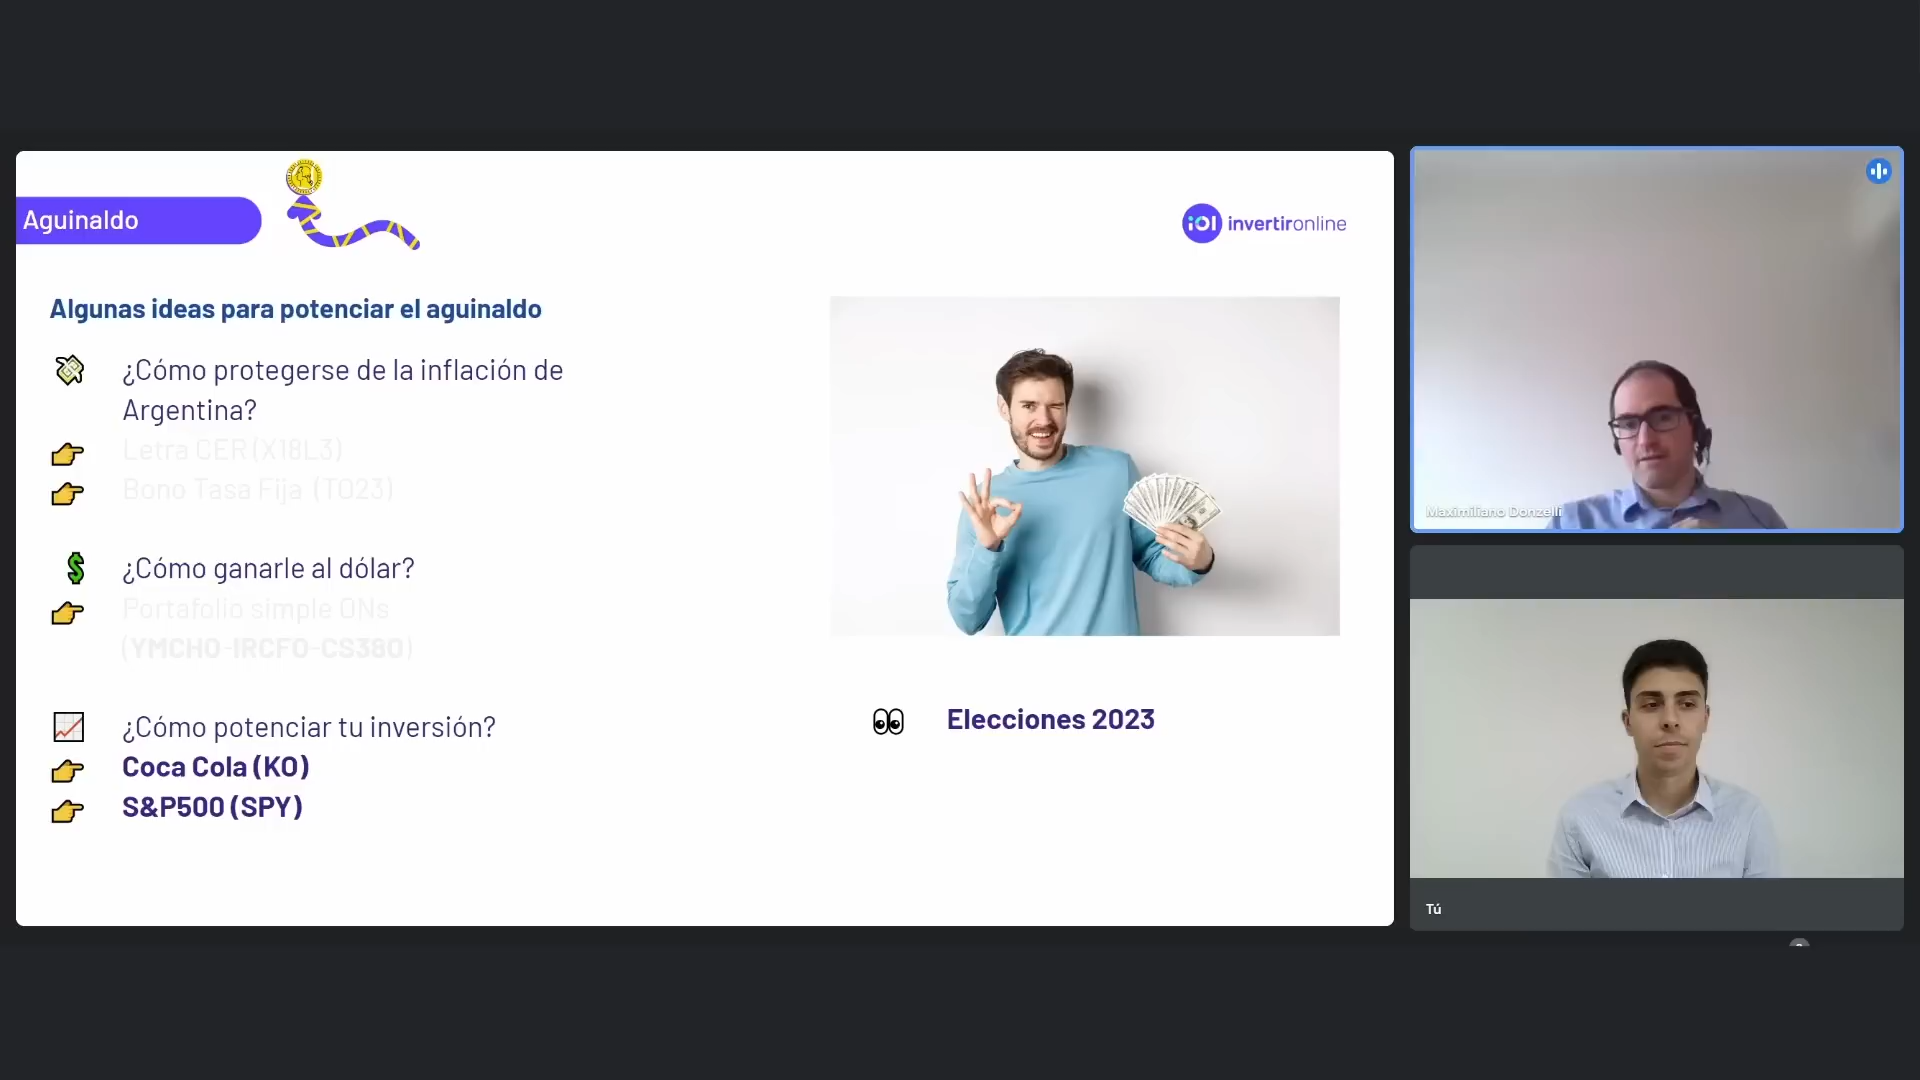 Aguinaldo
iOl invertironline
Algunas ideas para potenciar el aguinaldo
¿Cómo protegerse de la inflación de
Argentina?
Letra CER (X18L3)
Bono Tasa Fija (TO23)
¿Cómo ganarle al dólar?
Portafolio simple ONs
(YMCHO-IRCFO-CS38O)
¿Cómo potenciar tu inversión?
Coca Cola (KO)
S&P500 (SPY)
Elecciones 2023
Maximiliano Donzelli
Tú